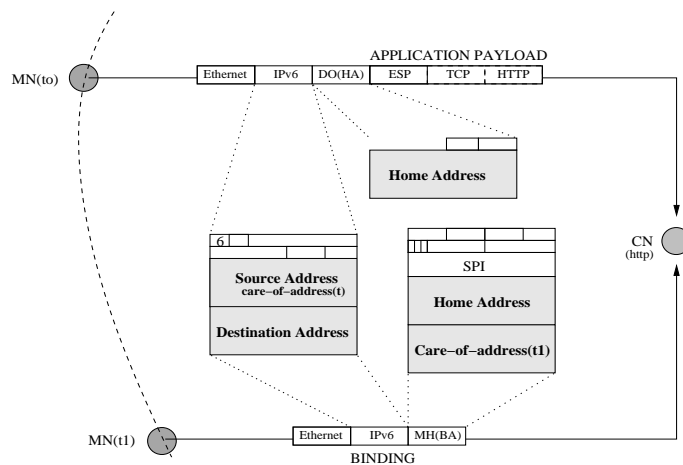 APPLICATION PAYLOAD
MN(to)
Ethernet IPv6 DO(HA) ESP TCP HTTP
Home Address
6
Source Address
care-of-address(t)
Destination Address
SPI
Home Address
Care-of-address(t1)
CN
(http)
MN(t1)
Ethernet IPv6 MH(BA)
BINDING